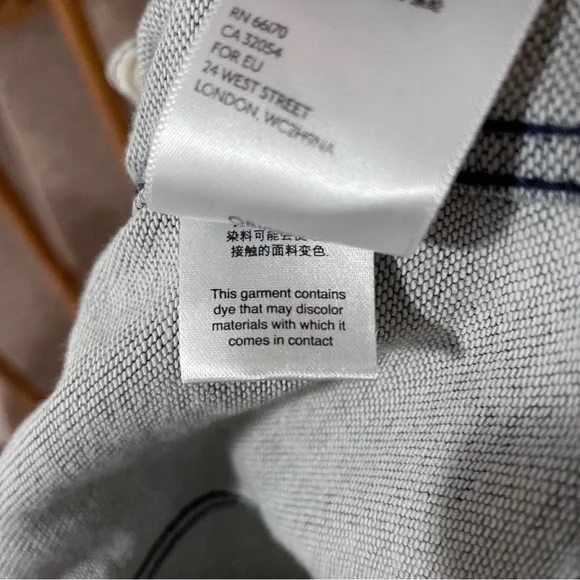 RN 66170
CA 32054
FOR EU
24 WEST STREET
LONDON, WC2H9NA
染料可能会使
接触的面料变色.
This garment contains
dye that may discolor
materials with which it
comes in contact